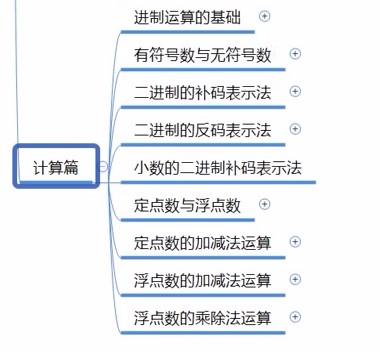 进制运算的基础
有符号数与无符号数
二进制的补码表示法
二进制的反码表示法
计算篇
小数的二进制补码表示法
定点数与浮点数
定点数的加减法运算
浮点数的加减法运算
浮点数的乘除法运算